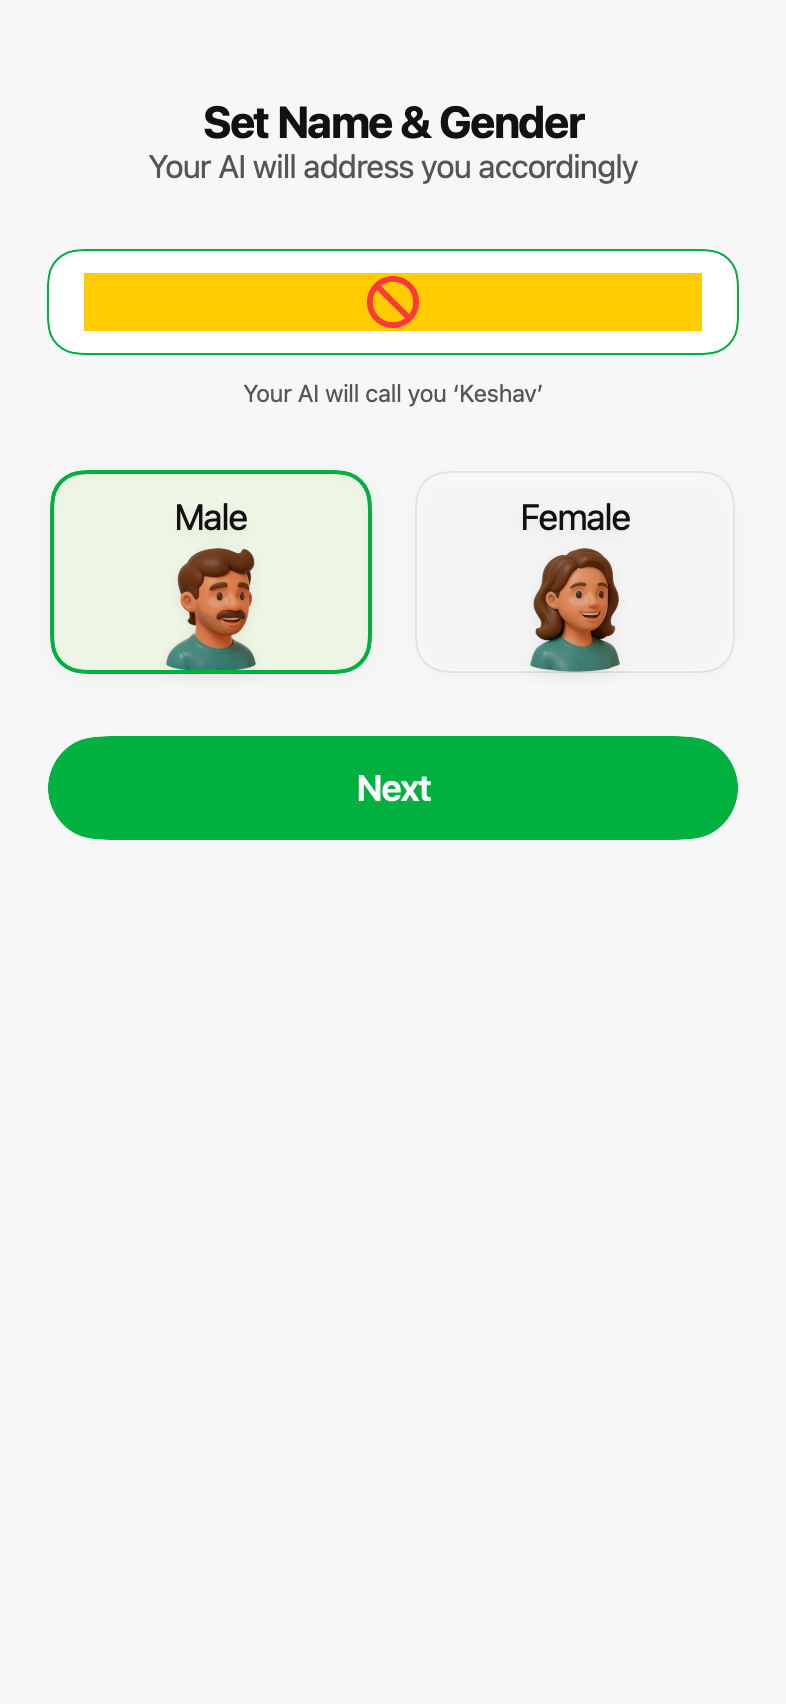 Set Name & Gender
Your AI will address you accordingly
Your AI will call you ‘Keshav’
Male
Female
Next